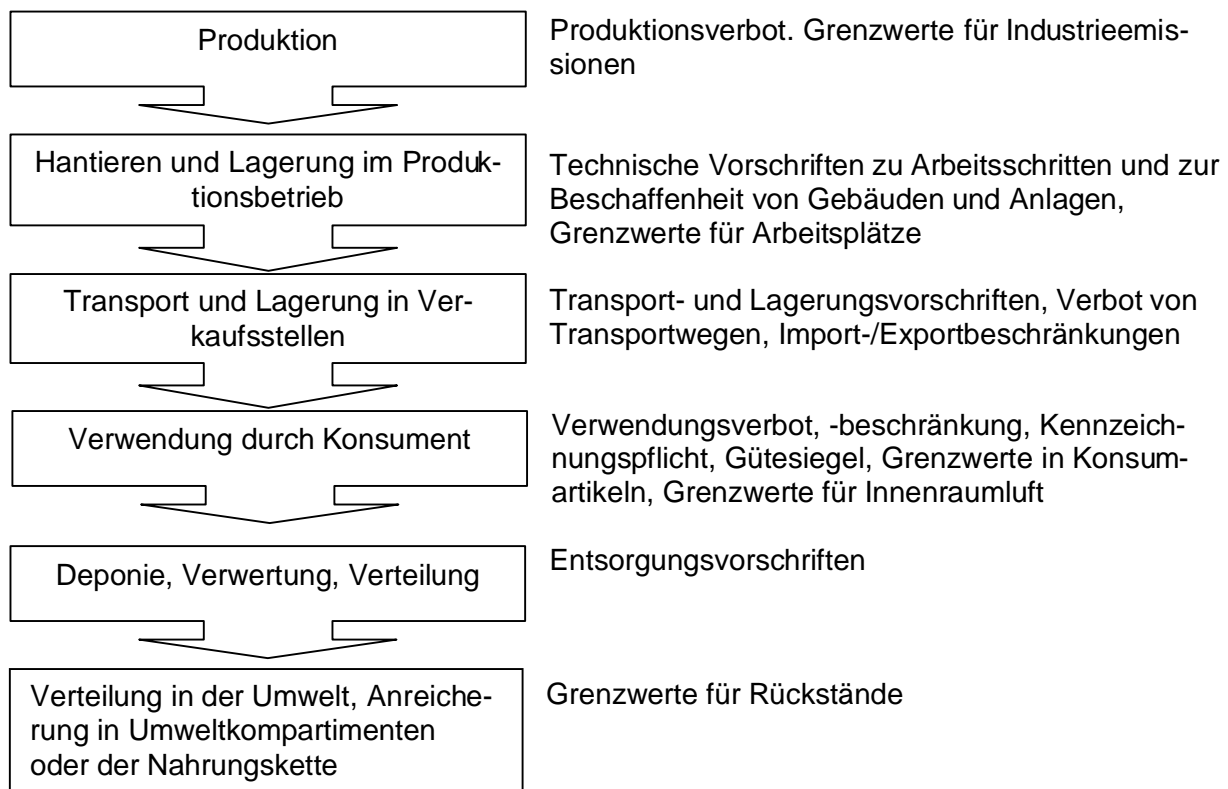 Produktion
Produktionsverbot. Grenzwerte für Industrieemis-
sionen
Hantieren und Lagerung im Produk-
tionsbetrieb
Technische Vorschriften zu Arbeitsschritten und zur
Beschaffenheit von Gebäuden und Anlagen,
Grenzwerte für Arbeitsplätze
Transport und Lagerung in Ver-
kaufsstellen
Transport- und Lagerungsvorschriften, Verbot von
Transportwegen, Import-/Exportbeschränkungen
Verwendung durch Konsument
Verwendungsverbot, -beschränkung, Kennzeich-
nungspflicht, Gütesiegel, Grenzwerte in Konsum-
artikeln, Grenzwerte für Innenraumluft
Deponie, Verwertung, Verteilung
Entsorgungsvorschriften
Verteilung in der Umwelt, Anreiche-
rung in Umweltkompartimenten
oder der Nahrungskette
Grenzwerte für Rückstände